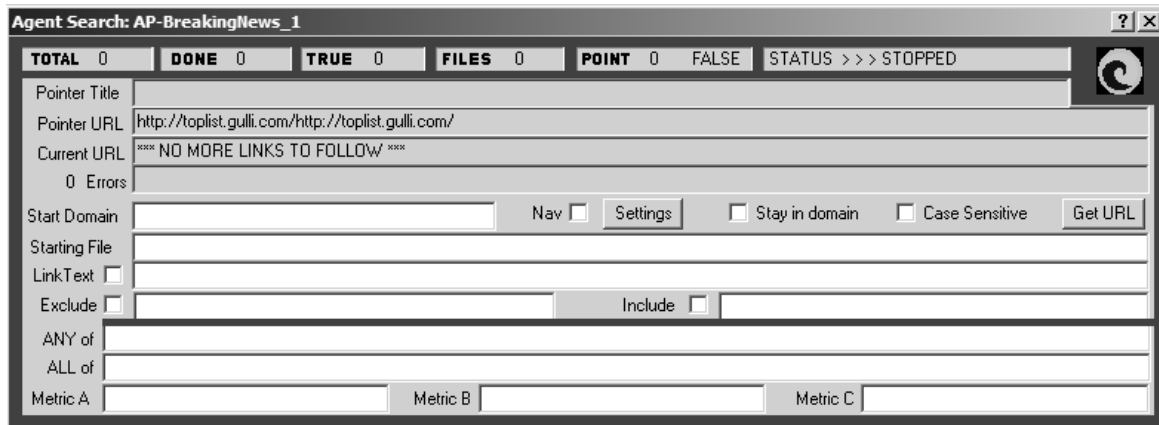 Agent Search: AP-BreakingNews_1 ? ×
TOTAL 0 DONE 0 TRUE 0 FILES 0 POINT 0 FALSE STATUS >>> STOPPED
Pointer Title
Pointer URL http://toplist.gulli.com/http://toplist.gulli.com/
Current URL *** NO MORE LINKS TO FOLLOW ***
0 Errors
Start Domain Nav Settings Stay in domain Case Sensitive Get URL
Starting File
LinkText
Exclude Include
ANY of
ALL of
Metric A Metric B Metric C